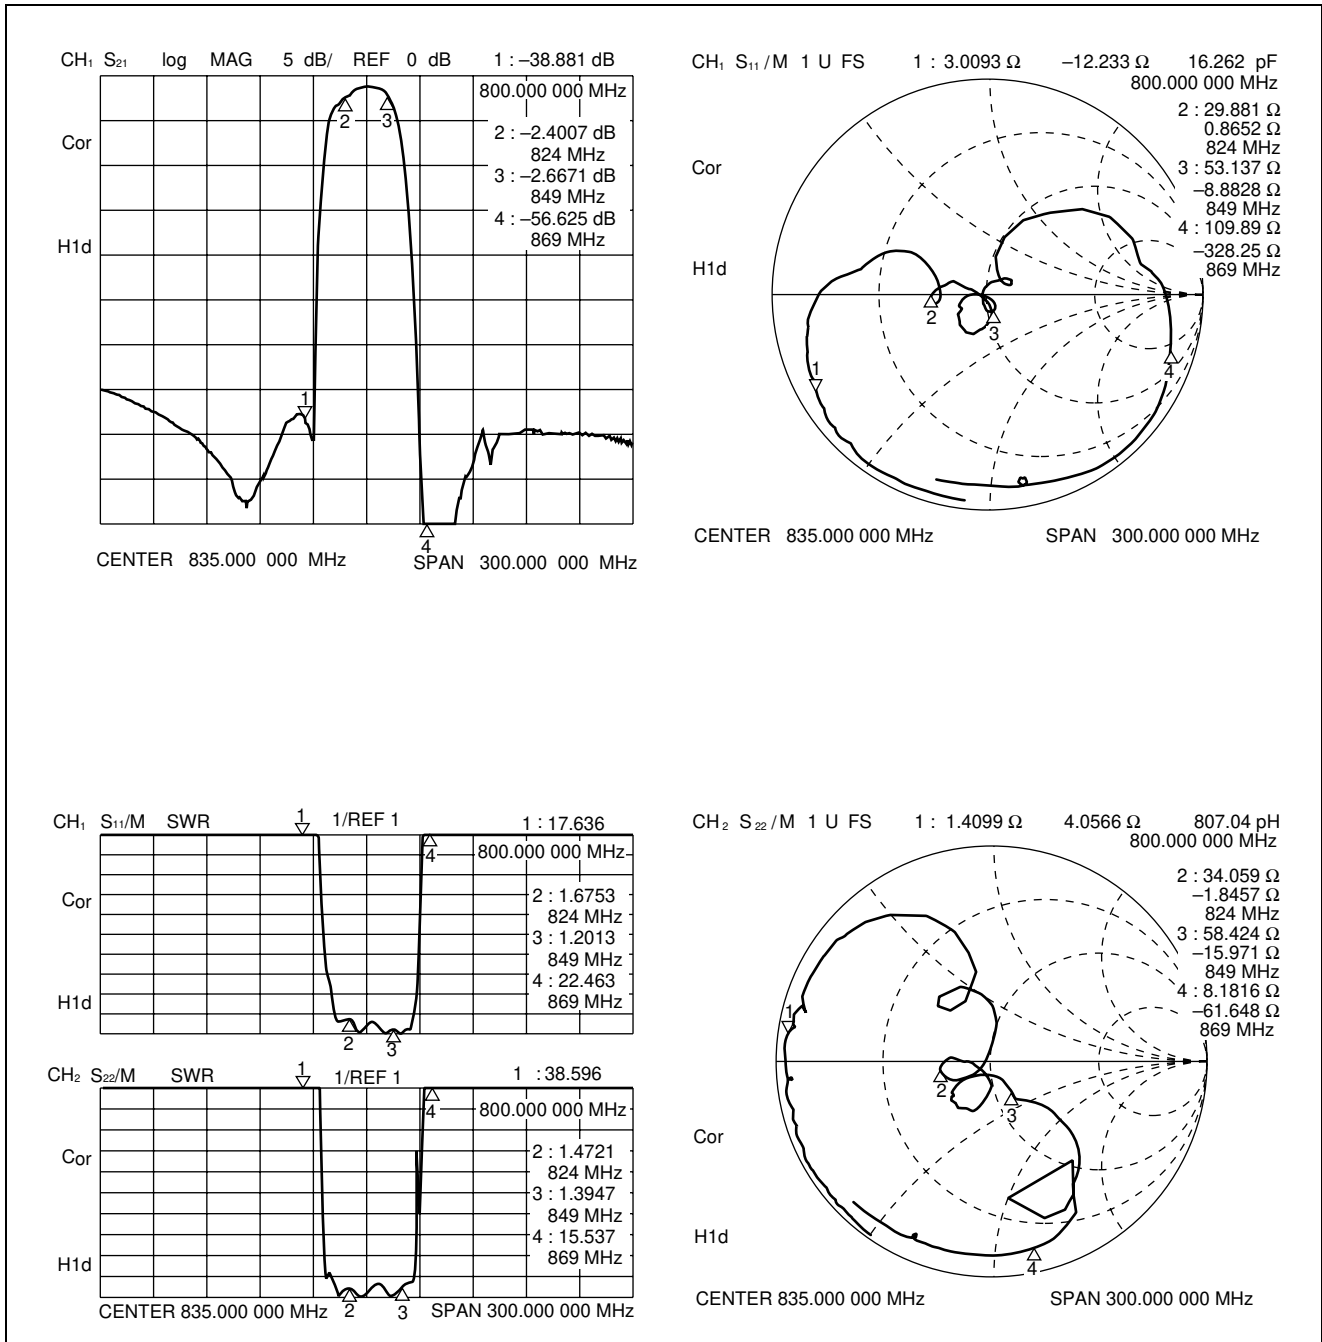 CH₁ S₂₁ log MAG 5 dB/ REF 0 dB 1 : –38.881 dB
800.000 000 MHz
Cor
H1d
2 : –2.4007 dB
824 MHz
3 : –2.6671 dB
849 MHz
4 : –56.625 dB
869 MHz
2
3
1
4
CENTER 835.000 000 MHz SPAN 300.000 000 MHz
CH₁ S₁₁/M 1 U FS 1 : 3.0093 Ω –12.233 Ω 16.262 pF
800.000 000 MHz
Cor
H1d
2 : 29.881 Ω
0.8652 Ω
824 MHz
3 : 53.137 Ω
–8.8828 Ω
849 MHz
4 : 109.89 Ω
–328.25 Ω
869 MHz
2
3
1
4
CENTER 835.000 000 MHz SPAN 300.000 000 MHz
CH₁ S₁₁/M SWR 1 1/REF 1 1 : 17.636
800.000 000 MHz
4
Cor
H1d
2 : 1.6753
824 MHz
3 : 1.2013
849 MHz
4 : 22.463
869 MHz
2
3
CH₂ S₂₂/M SWR 1 1/REF 1 1 :38.596
800.000 000 MHz
4
Cor
H1d
2 : 1.4721
824 MHz
3 : 1.3947
849 MHz
4 : 15.537
869 MHz
2
3
CENTER 835.000 000 MHz SPAN 300.000 000 MHz
CH₂ S₂₂/M 1 U FS 1 : 1.4099 Ω 4.0566 Ω 807.04 pH
800.000 000 MHz
2 : 34.059 Ω
–1.8457 Ω
824 MHz
3 : 58.424 Ω
–15.971 Ω
849 MHz
4 : 8.1816 Ω
–61.648 Ω
869 MHz
1
2
3
4
Cor
H1d
CENTER 835.000 000 MHz SPAN 300.000 000 MHz